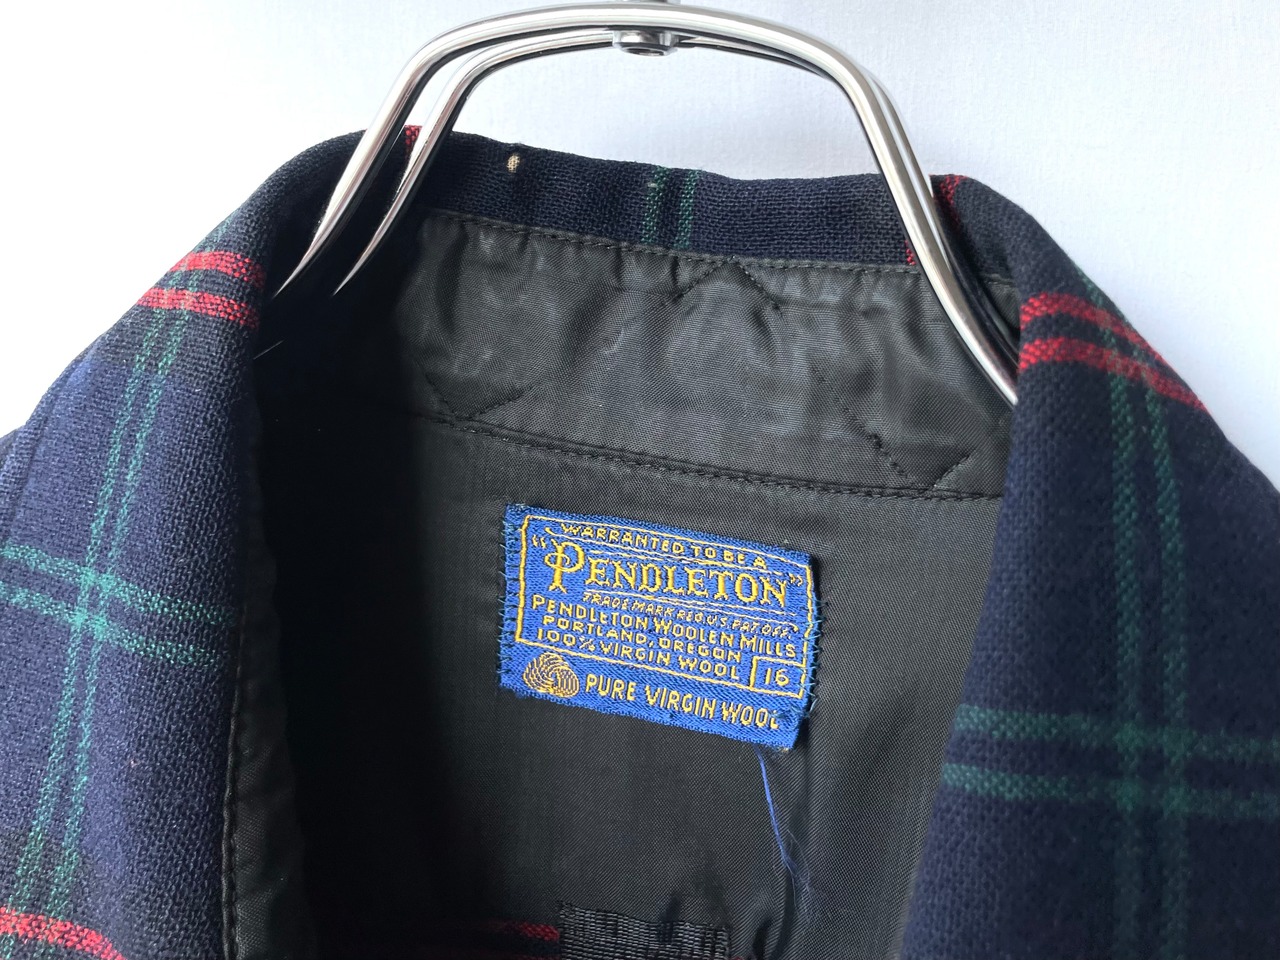 WARRANTED TO BE A
"PENDLETON"
TRADE MARK REG. U.S. PAT. OFF.
PENDLETON WOOLEN MILLS
PORTLAND, OREGON
100% VIRGIN WOOL
16
PURE VIRGIN WOOL